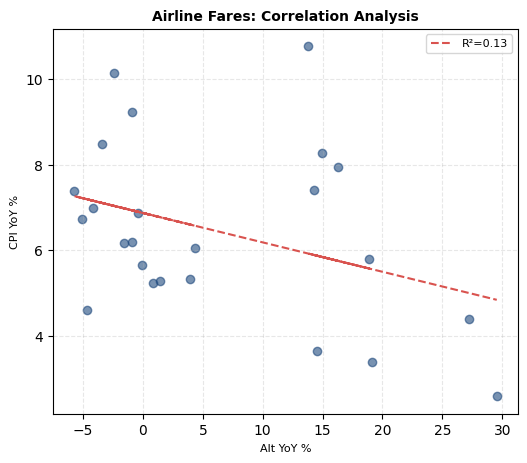 Airline Fares: Correlation Analysis
R²=0.13
10
8
6
4
CPI YoY %
−5 0 5 10 15 20 25 30
Alt YoY %